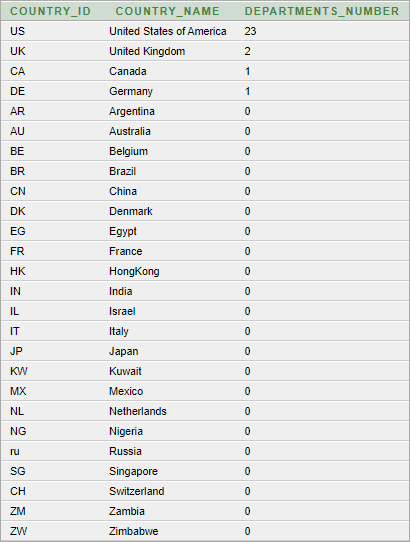 COUNTRY_ID COUNTRY_NAME DEPARTMENTS_NUMBER
US United States of America 23
UK United Kingdom 2
CA Canada 1
DE Germany 1
AR Argentina 0
AU Australia 0
BE Belgium 0
BR Brazil 0
CN China 0
DK Denmark 0
EG Egypt 0
FR France 0
HK HongKong 0
IN India 0
IL Israel 0
IT Italy 0
JP Japan 0
KW Kuwait 0
MX Mexico 0
NL Netherlands 0
NG Nigeria 0
ru Russia 0
SG Singapore 0
CH Switzerland 0
ZM Zambia 0
ZW Zimbabwe 0